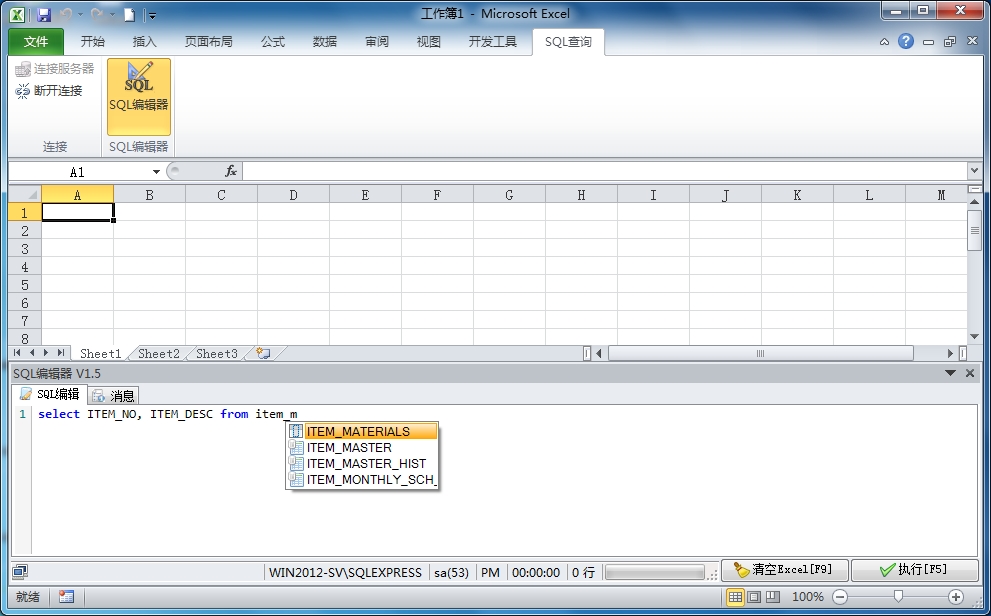 工作簿1 - Microsoft Excel
文件 开始 插入 页面布局 公式 数据 审阅 视图 开发工具 SQL查询
连接服务器
断开连接
SQL
SQL编辑器
连接 SQL编辑器
A1 fx
A B C D E F G H I J K L M
1
2
3
4
5
6
7
8
Sheet1 Sheet2 Sheet3
SQL编辑器 V1.5
SQL编辑 消息
1 select ITEM_NO, ITEM_DESC from item_m
ITEM_MATERIALS
ITEM_MASTER
ITEM_MASTER_HIST
ITEM_MONTHLY_SCH_
WIN2012-SV\SQLEXPRESS sa(53) PM 00:00:00 0 行 清空Excel[F9] 执行[F5]
就绪 100%